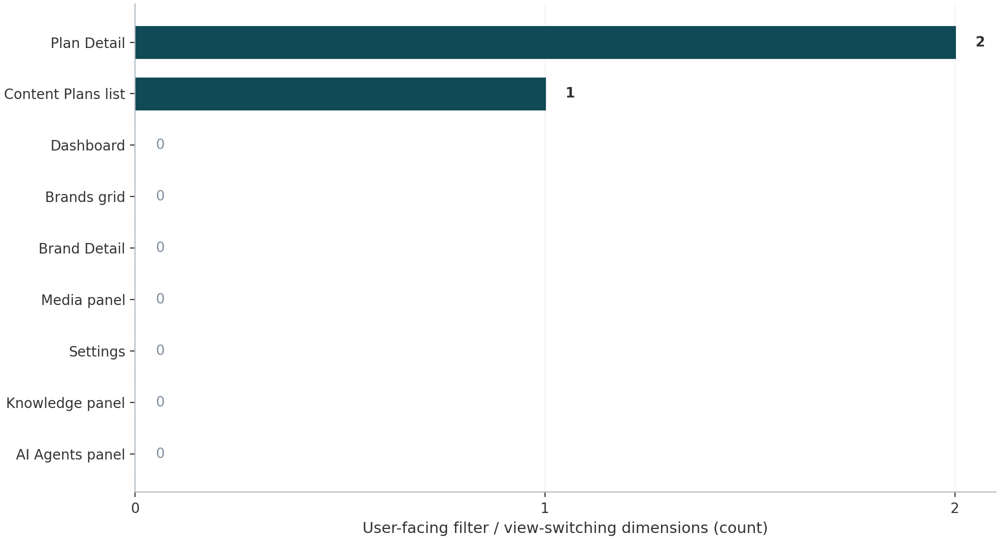 Plan Detail 2
Content Plans list 1
Dashboard 0
Brands grid 0
Brand Detail 0
Media panel 0
Settings 0
Knowledge panel 0
AI Agents panel 0
0 1 2
User-facing filter / view-switching dimensions (count)